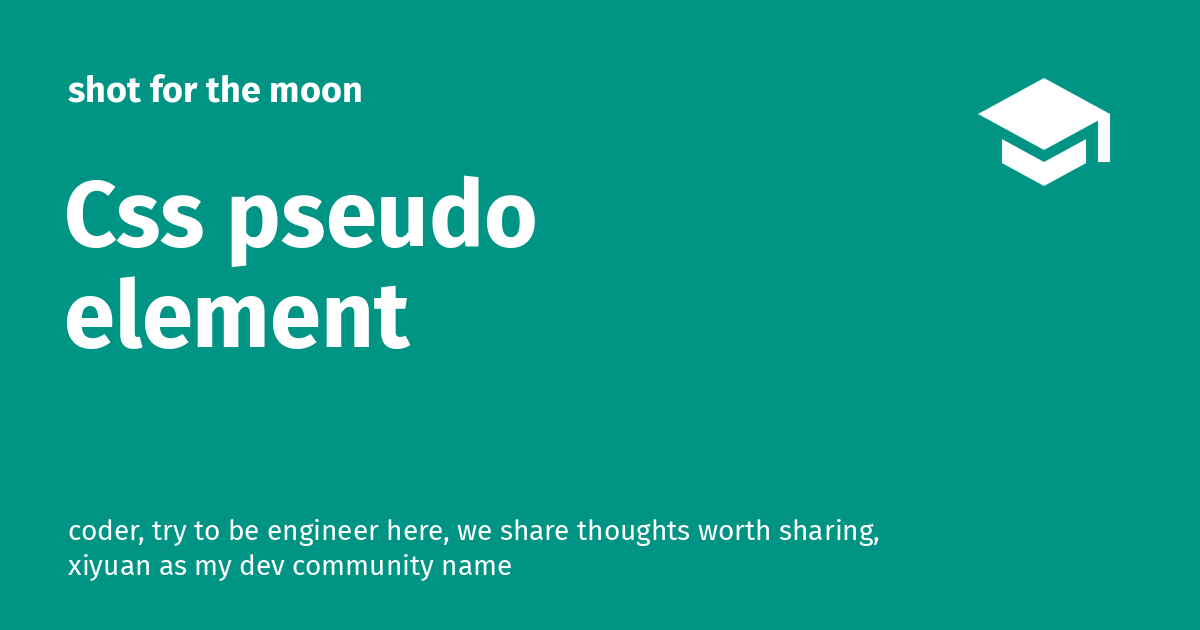 shot for the moon
Css pseudo
element
coder, try to be engineer here, we share thoughts worth sharing,
xiyuan as my dev community name